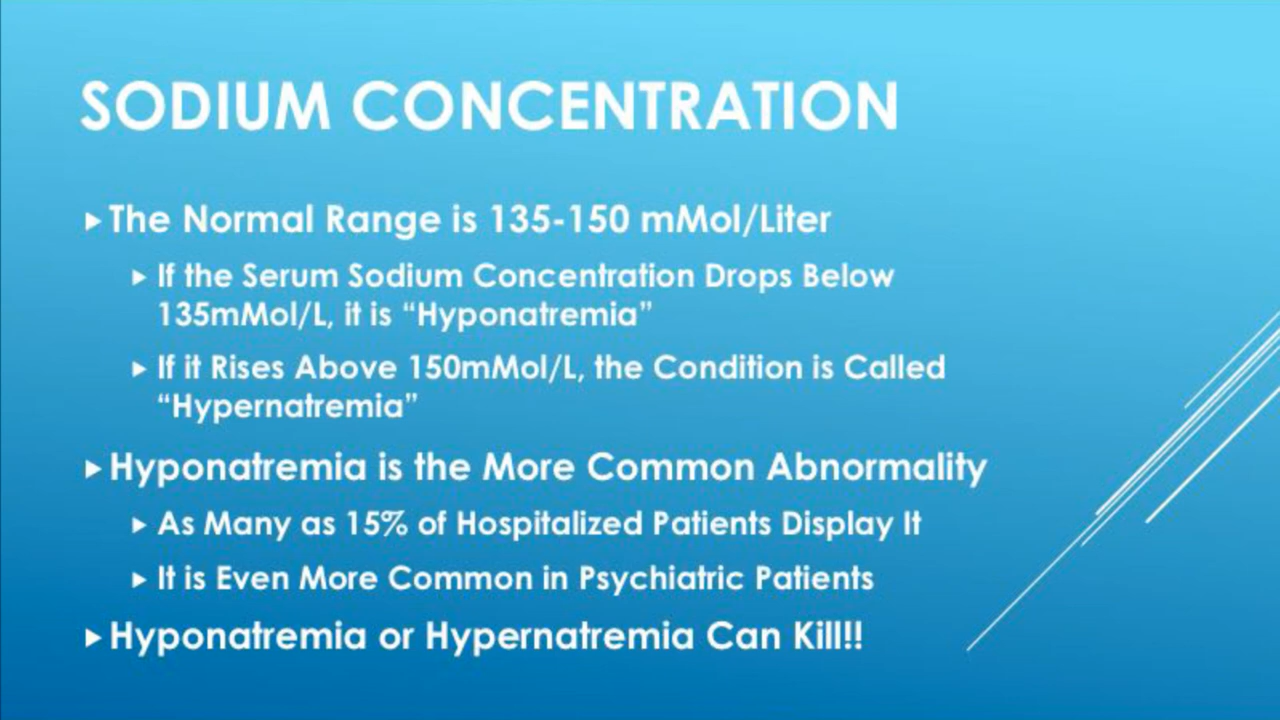 SODIUM CONCENTRATION
The Normal Range is 135-150 mMol/Liter
If the Serum Sodium Concentration Drops Below
135mMol/L, it is “Hyponatremia”
If it Rises Above 150mMol/L, the Condition is Called
“Hypernatremia”
Hyponatremia is the More Common Abnormality
As Many as 15% of Hospitalized Patients Display It
It is Even More Common in Psychiatric Patients
Hyponatremia or Hypernatremia Can Kill!!